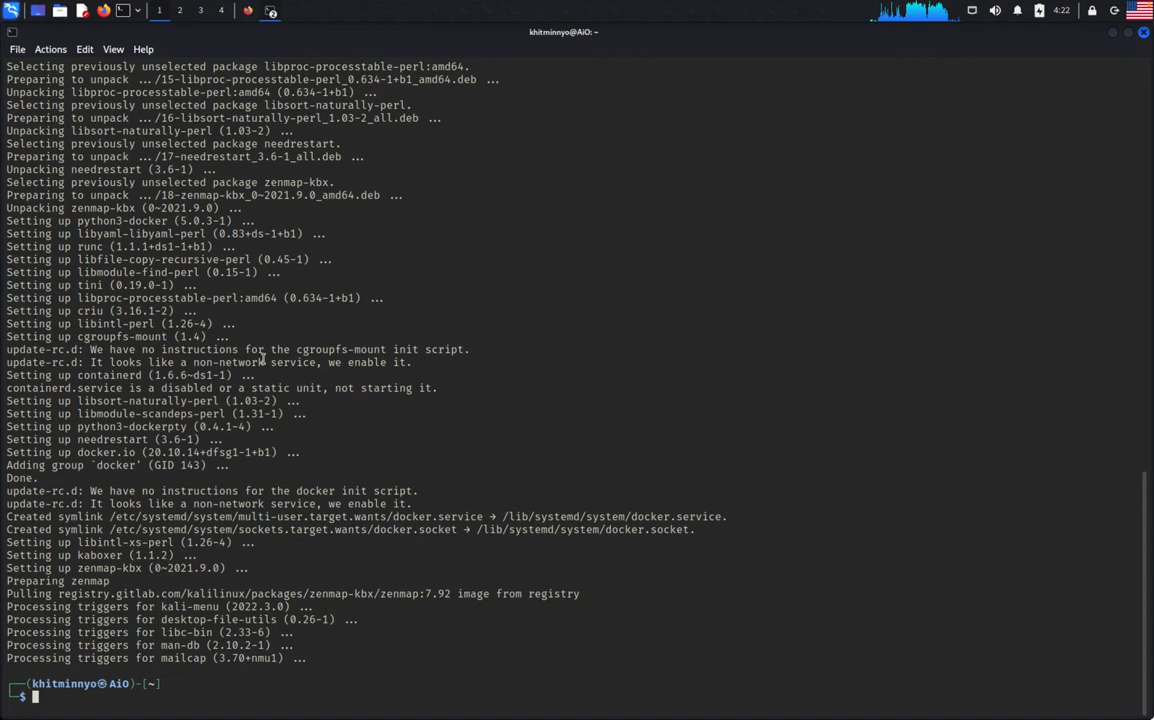 1 2 3 4
2
4:22
khitminnyo@AiO: ~
File Actions Edit View Help
Selecting previously unselected package libproc-processtable-perl:amd64.
Preparing to unpack .../15-libproc-processtable-perl_0.634-1+b1_amd64.deb ...
Unpacking libproc-processtable-perl:amd64 (0.634-1+b1) ...
Selecting previously unselected package libsort-naturally-perl.
Preparing to unpack .../16-libsort-naturally-perl_1.03-2_all.deb ...
Unpacking libsort-naturally-perl (1.03-2) ...
Selecting previously unselected package needrestart.
Preparing to unpack .../17-needrestart_3.6-1_all.deb ...
Unpacking needrestart (3.6-1) ...
Selecting previously unselected package zenmap-kbx.
Preparing to unpack .../18-zenmap-kbx_0~2021.9.0_amd64.deb ...
Unpacking zenmap-kbx (0~2021.9.0) ...
Setting up python3-docker (5.0.3-1) ...
Setting up libyaml-libyaml-perl (0.83+ds-1+b1) ...
Setting up runc (1.1.1+ds1-1+b1) ...
Setting up libfile-copy-recursive-perl (0.45-1) ...
Setting up libmodule-find-perl (0.15-1) ...
Setting up tini (0.19.0-1) ...
Setting up libproc-processtable-perl:amd64 (0.634-1+b1) ...
Setting up criu (3.16.1-2) ...
Setting up libintl-perl (1.26-4) ...
Setting up cgroupfs-mount (1.4) ...
update-rc.d: We have no instructions for the cgroupfs-mount init script.
update-rc.d: It looks like a non-network service, we enable it.
Setting up containerd (1.6.6~ds1-1) ...
containerd.service is a disabled or a static unit, not starting it.
Setting up libsort-naturally-perl (1.03-2) ...
Setting up libmodule-scandeps-perl (1.31-1) ...
Setting up python3-dockerpty (0.4.1-4) ...
Setting up needrestart (3.6-1) ...
Setting up docker.io (20.10.14+dfsg1-1+b1) ...
Adding group `docker' (GID 143) ...
Done.
update-rc.d: We have no instructions for the docker init script.
update-rc.d: It looks like a non-network service, we enable it.
Created symlink /etc/systemd/system/multi-user.target.wants/docker.service → /lib/systemd/system/docker.service.
Created symlink /etc/systemd/system/sockets.target.wants/docker.socket → /lib/systemd/system/docker.socket.
Setting up libintl-xs-perl (1.26-4) ...
Setting up kaboxer (1.1.2) ...
Setting up zenmap-kbx (0~2021.9.0) ...
Preparing zenmap
Pulling registry.gitlab.com/kalilinux/packages/zenmap-kbx/zenmap:7.92 image from registry
Processing triggers for kali-menu (2022.3.0) ...
Processing triggers for desktop-file-utils (0.26-1) ...
Processing triggers for libc-bin (2.33-6) ...
Processing triggers for man-db (2.10.2-1) ...
Processing triggers for mailcap (3.70+nmu1) ...
┌──(khitminnyo㉿AiO)-[~]
└─$